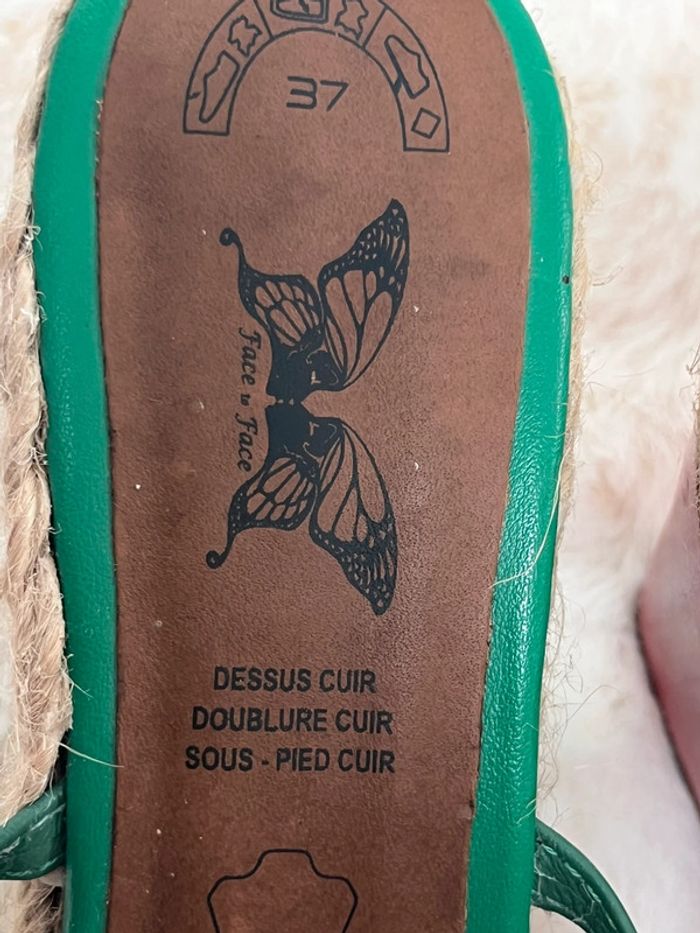 37
Face to Face
DESSUS CUIR
DOUBLURE CUIR
SOUS - PIED CUIR